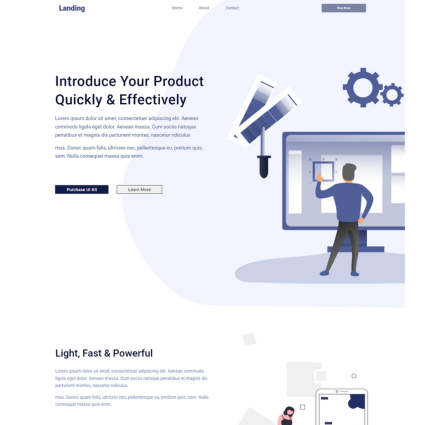 Landing
Home About Contact Buy Now
Introduce Your Product
Quickly & Effectively
Lorem ipsum dolor sit amet, consectetuer adipiscing elit. Aenean
commodo ligula eget dolor. Aenean massa. Cum sociis natoque
penatibus et magnis dis parturient montes, nascetur ridiculus
mus. Donec quam felis, ultricies nec, pellentesque eu, pretium quis,
sem. Nulla consequat massa quis enim.
Purchase UI Kit Learn More
Light, Fast & Powerful
Lorem ipsum dolor sit amet, consectetuer adipiscing elit. Aenean
commodo ligula eget dolor. Aenean massa. Cum sociis natoque
penatibus et magnis dis parturient montes, nascetur ridiculus
mus. Donec quam felis, ultricies nec, pellentesque eu, pretium quis, sem. Nulla
consequat massa quis enim.